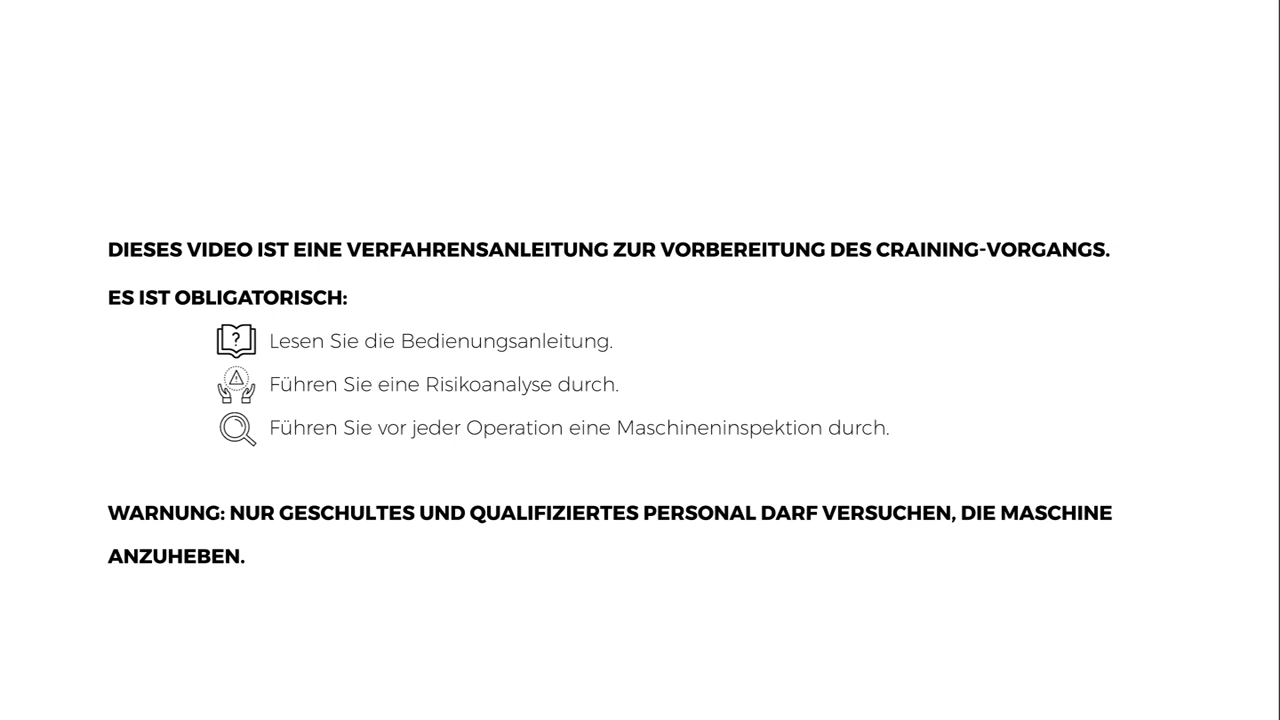 DIESES VIDEO IST EINE VERFAHRENSANLEITUNG ZUR VORBEREITUNG DES CRAINING-VORGANGS.
ES IST OBLIGATORISCH:
?
Lesen Sie die Bedienungsanleitung.
Führen Sie eine Risikoanalyse durch.
Führen Sie vor jeder Operation eine Maschineninspektion durch.
WARNUNG: NUR GESCHULTES UND QUALIFIZIERTES PERSONAL DARF VERSUCHEN, DIE MASCHINE
ANZUHEBEN.